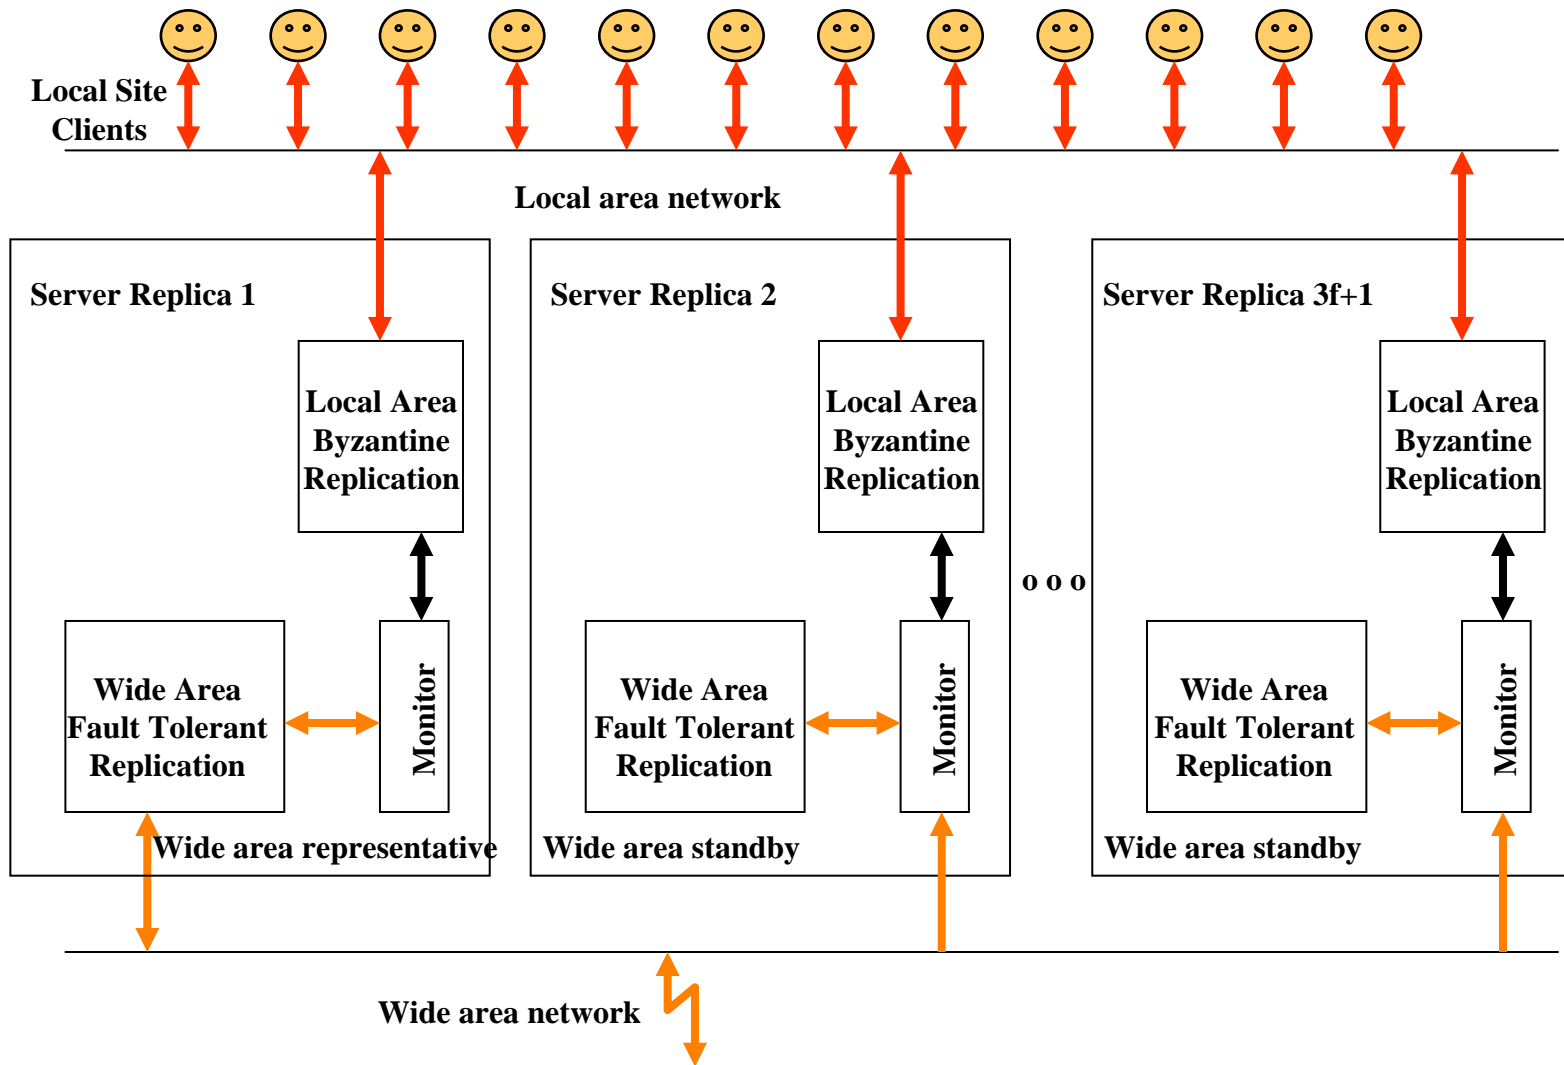 Local Site
Clients
Local area network
Server Replica 1
Server Replica 2
Server Replica 3f+1
Local Area
Byzantine
Replication
Local Area
Byzantine
Replication
Local Area
Byzantine
Replication
o o o
Wide Area
Fault Tolerant
Replication
Monitor
Wide Area
Fault Tolerant
Replication
Monitor
Wide Area
Fault Tolerant
Replication
Monitor
Wide area representative
Wide area standby
Wide area standby
Wide area network